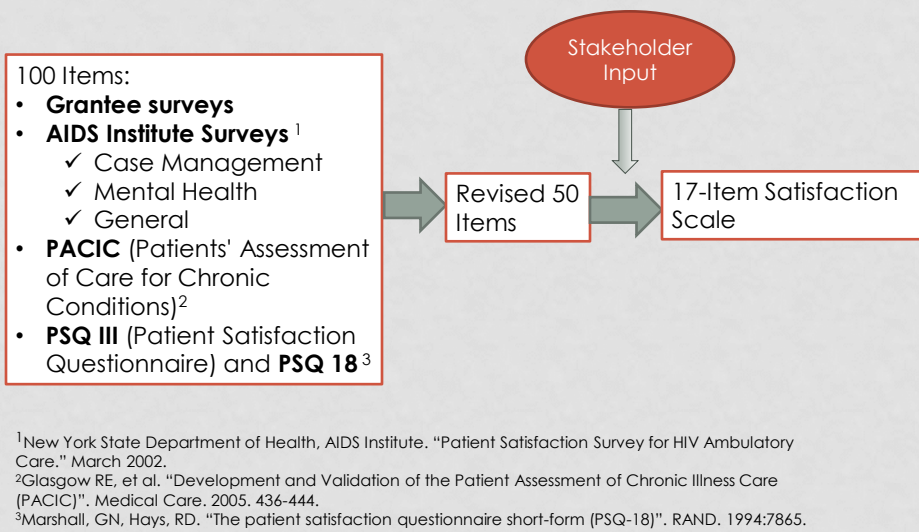 Stakeholder
Input
100 Items:
• Grantee surveys
• AIDS Institute Surveys 1
✓ Case Management
✓ Mental Health
✓ General
• PACIC (Patients' Assessment
of Care for Chronic
Conditions)2
• PSQ III (Patient Satisfaction
Questionnaire) and PSQ 18 3
Revised 50
Items
17-Item Satisfaction
Scale
1New York State Department of Health, AIDS Institute. “Patient Satisfaction Survey for HIV Ambulatory
Care.” March 2002.
2Glasgow RE, et al. “Development and Validation of the Patient Assessment of Chronic Illness Care
(PACIC)”. Medical Care. 2005. 436-444.
3Marshall, GN, Hays, RD. “The patient satisfaction questionnaire short-form (PSQ-18)”. RAND. 1994:7865.